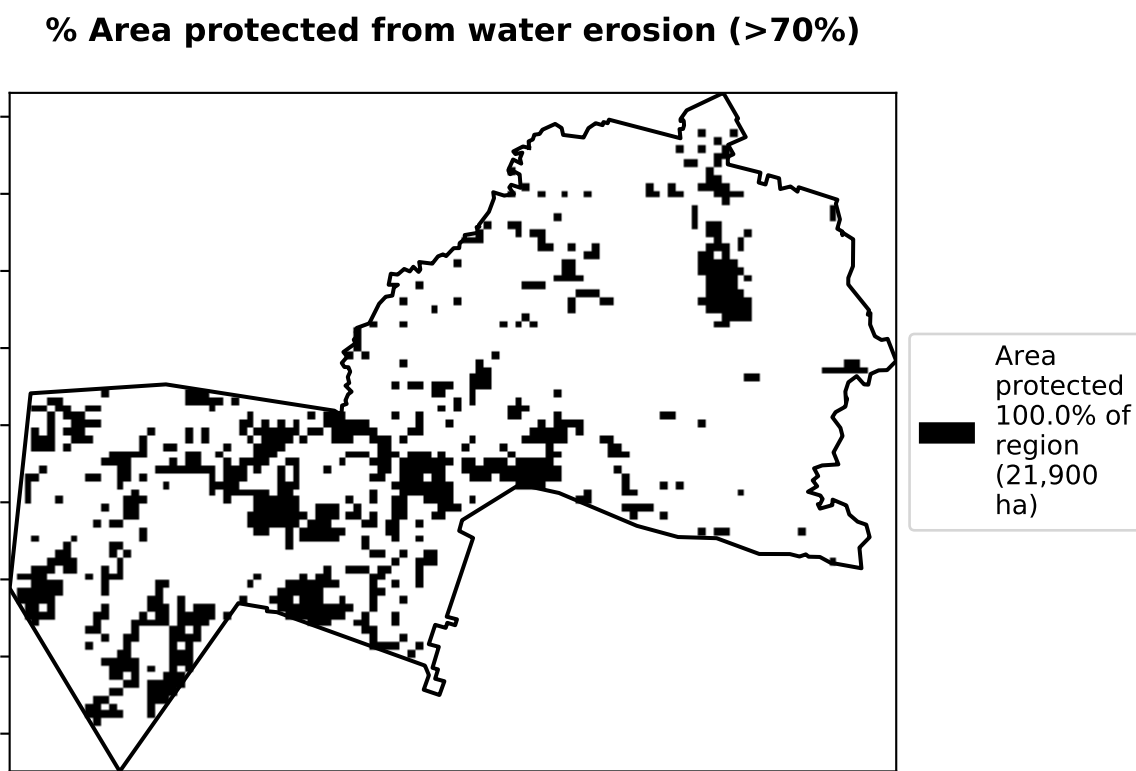 % Area protected from water erosion (>70%)
Area
protected
100.0% of
region
(21,900
ha)